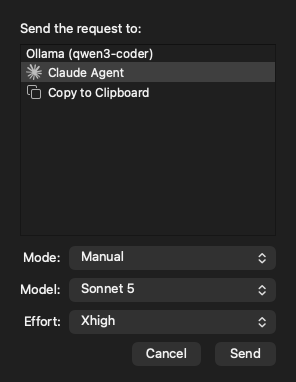 Send the request to:
Ollama (qwen3-coder)
Claude Agent
Copy to Clipboard
Mode: Manual
Model: Sonnet 5
Effort: Xhigh
Cancel Send